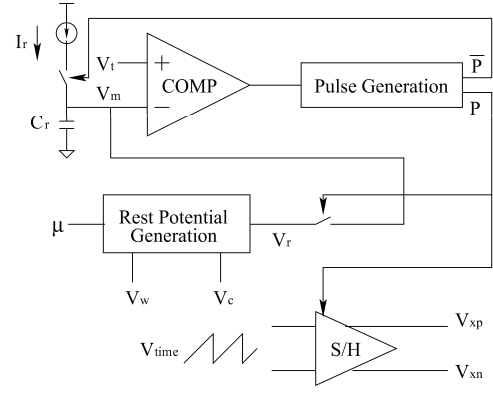 Ir
Vt
+
COMP
Pulse Generation
P̅
Vm
−
P
Cr
μ
Rest Potential
Generation
Vr
Vw
Vc
Vtime
S/H
Vxp
Vxn